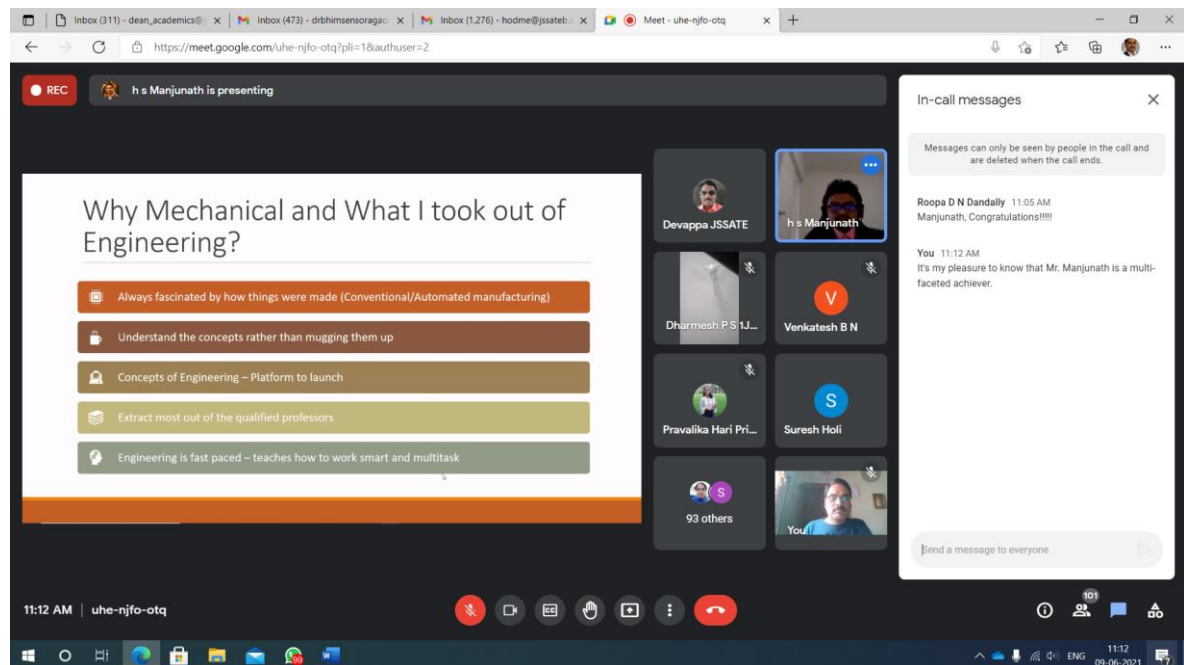 Inbox (311) - dean_academics@j
Inbox (473) - drbhimsensoragao
Inbox (1,276) - hodme@jssateb.
Meet - uhe-njfo-otq
https://meet.google.com/uhe-njfo-otq?pli=1&authuser=2
REC
h s Manjunath is presenting
Why Mechanical and What I took out of
Engineering?
Always fascinated by how things were made (Conventional/Automated manufacturing)
Understand the concepts rather than mugging them up
Concepts of Engineering – Platform to launch
Extract most out of the qualified professors
Engineering is fast paced – teaches how to work smart and multitask
Devappa JSSATE
h s Manjunath
Dharmesh P S 1J...
V
Venkatesh B N
Pravalika Hari Pri...
S
Suresh Holi
S
93 others
You
In-call messages
Messages can only be seen by people in the call and
are deleted when the call ends.
Roopa D N Dandally 11:05 AM
Manjunath, Congratulations!!!!!
You 11:12 AM
It's my pleasure to know that Mr. Manjunath is a multi-
faceted achiever.
Send a message to everyone
11:12 AM | uhe-njfo-otq
101
ENG
11:12
09-06-2021